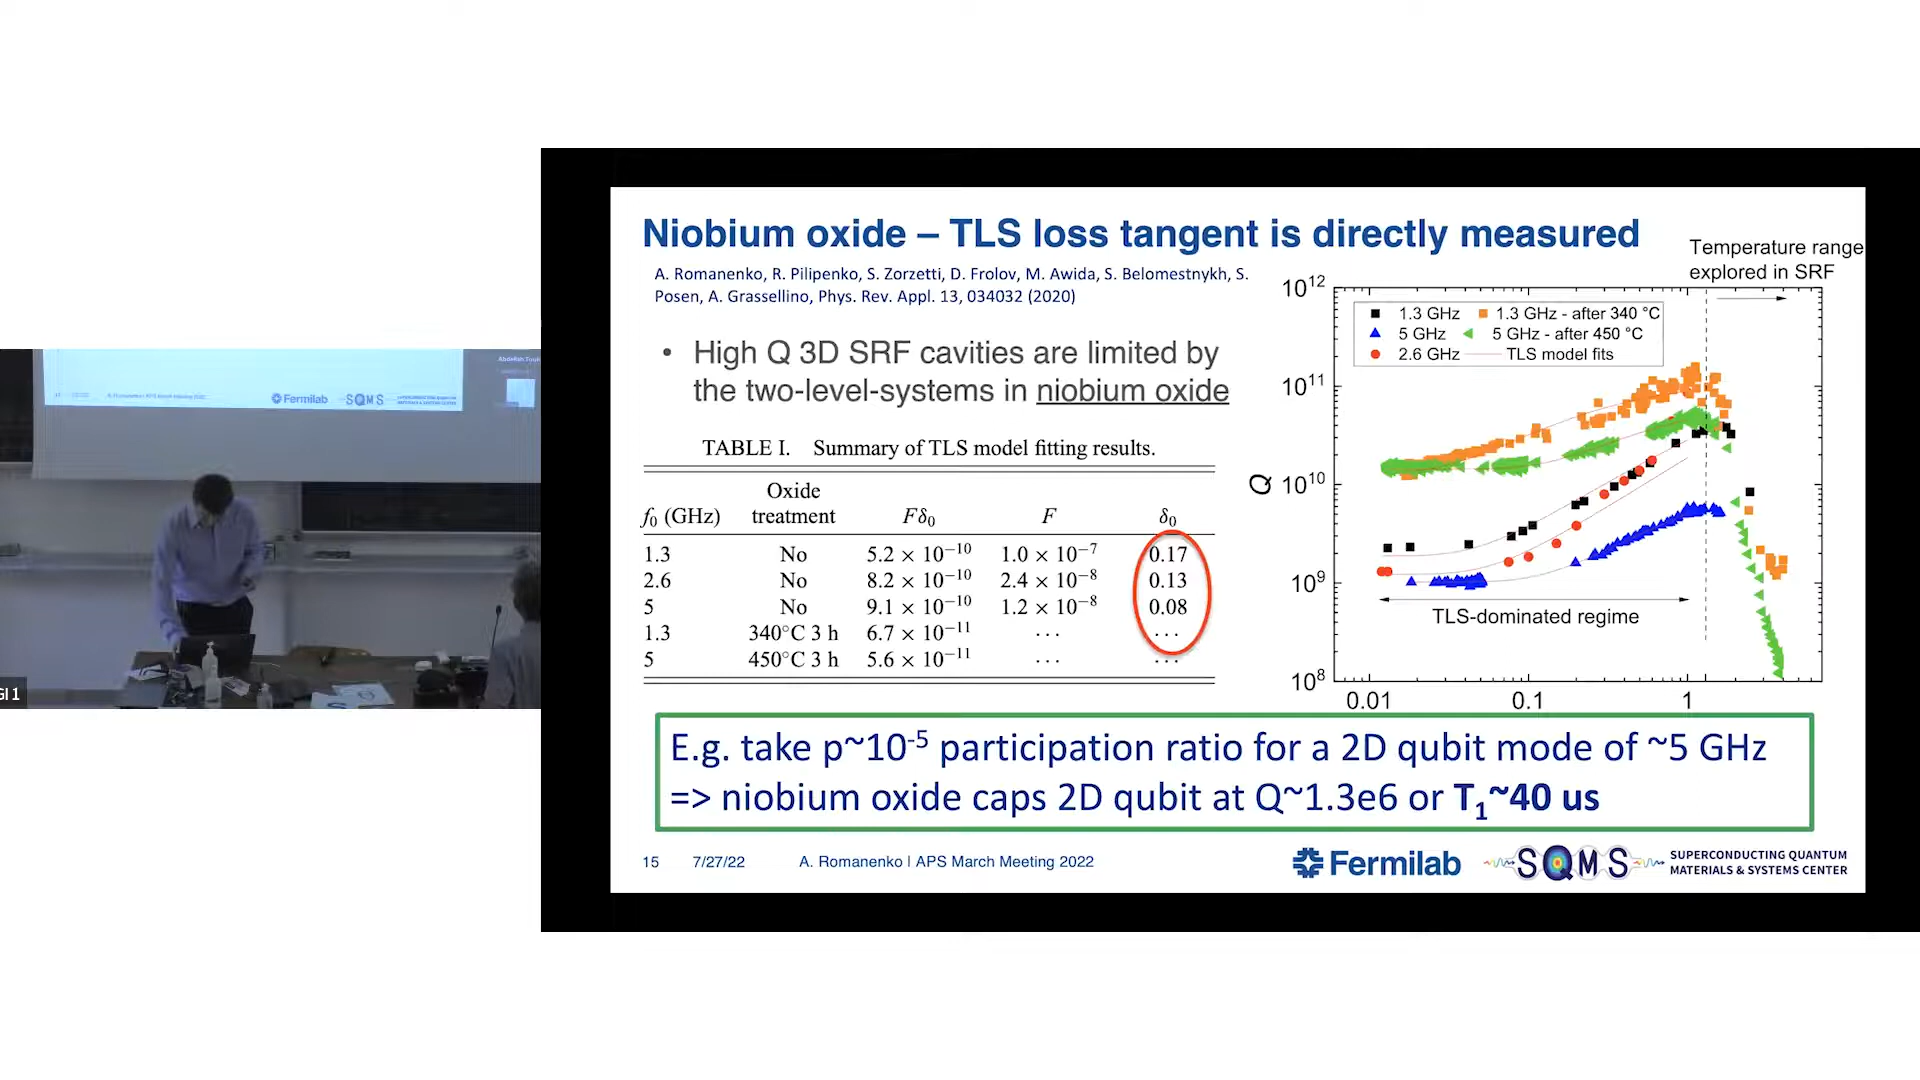 Niobium oxide – TLS loss tangent is directly measured
A. Romanenko, R. Pilipenko, S. Zorzetti, D. Frolov, M. Awida, S. Belomestnykh, S.
Posen, A. Grassellino, Phys. Rev. Appl. 13, 034032 (2020)
• High Q 3D SRF cavities are limited by
the two-level-systems in niobium oxide
TABLE I. Summary of TLS model fitting results.
f₀ (GHz) Oxide treatment Fδ₀ F δ₀
1.3 No 5.2 × 10⁻¹⁰ 1.0 × 10⁻⁷ 0.17
2.6 No 8.2 × 10⁻¹⁰ 2.4 × 10⁻⁸ 0.13
5 No 9.1 × 10⁻¹⁰ 1.2 × 10⁻⁸ 0.08
1.3 340°C 3 h 6.7 × 10⁻¹¹ ··· ···
5 450°C 3 h 5.6 × 10⁻¹¹ ··· ···
Temperature range
explored in SRF
1.3 GHz 1.3 GHz - after 340 °C
5 GHz 5 GHz - after 450 °C
2.6 GHz TLS model fits
10¹²
10¹¹
10¹⁰
10⁹
10⁸
Q
TLS-dominated regime
0.01 0.1 1
E.g. take p~10⁻⁵ participation ratio for a 2D qubit mode of ~5 GHz
=> niobium oxide caps 2D qubit at Q~1.3e6 or T₁~40 us
15 7/27/22 A. Romanenko | APS March Meeting 2022
Fermilab
SQMS
SUPERCONDUCTING QUANTUM
MATERIALS & SYSTEMS CENTER
Fermilab
SQMS
GI 1